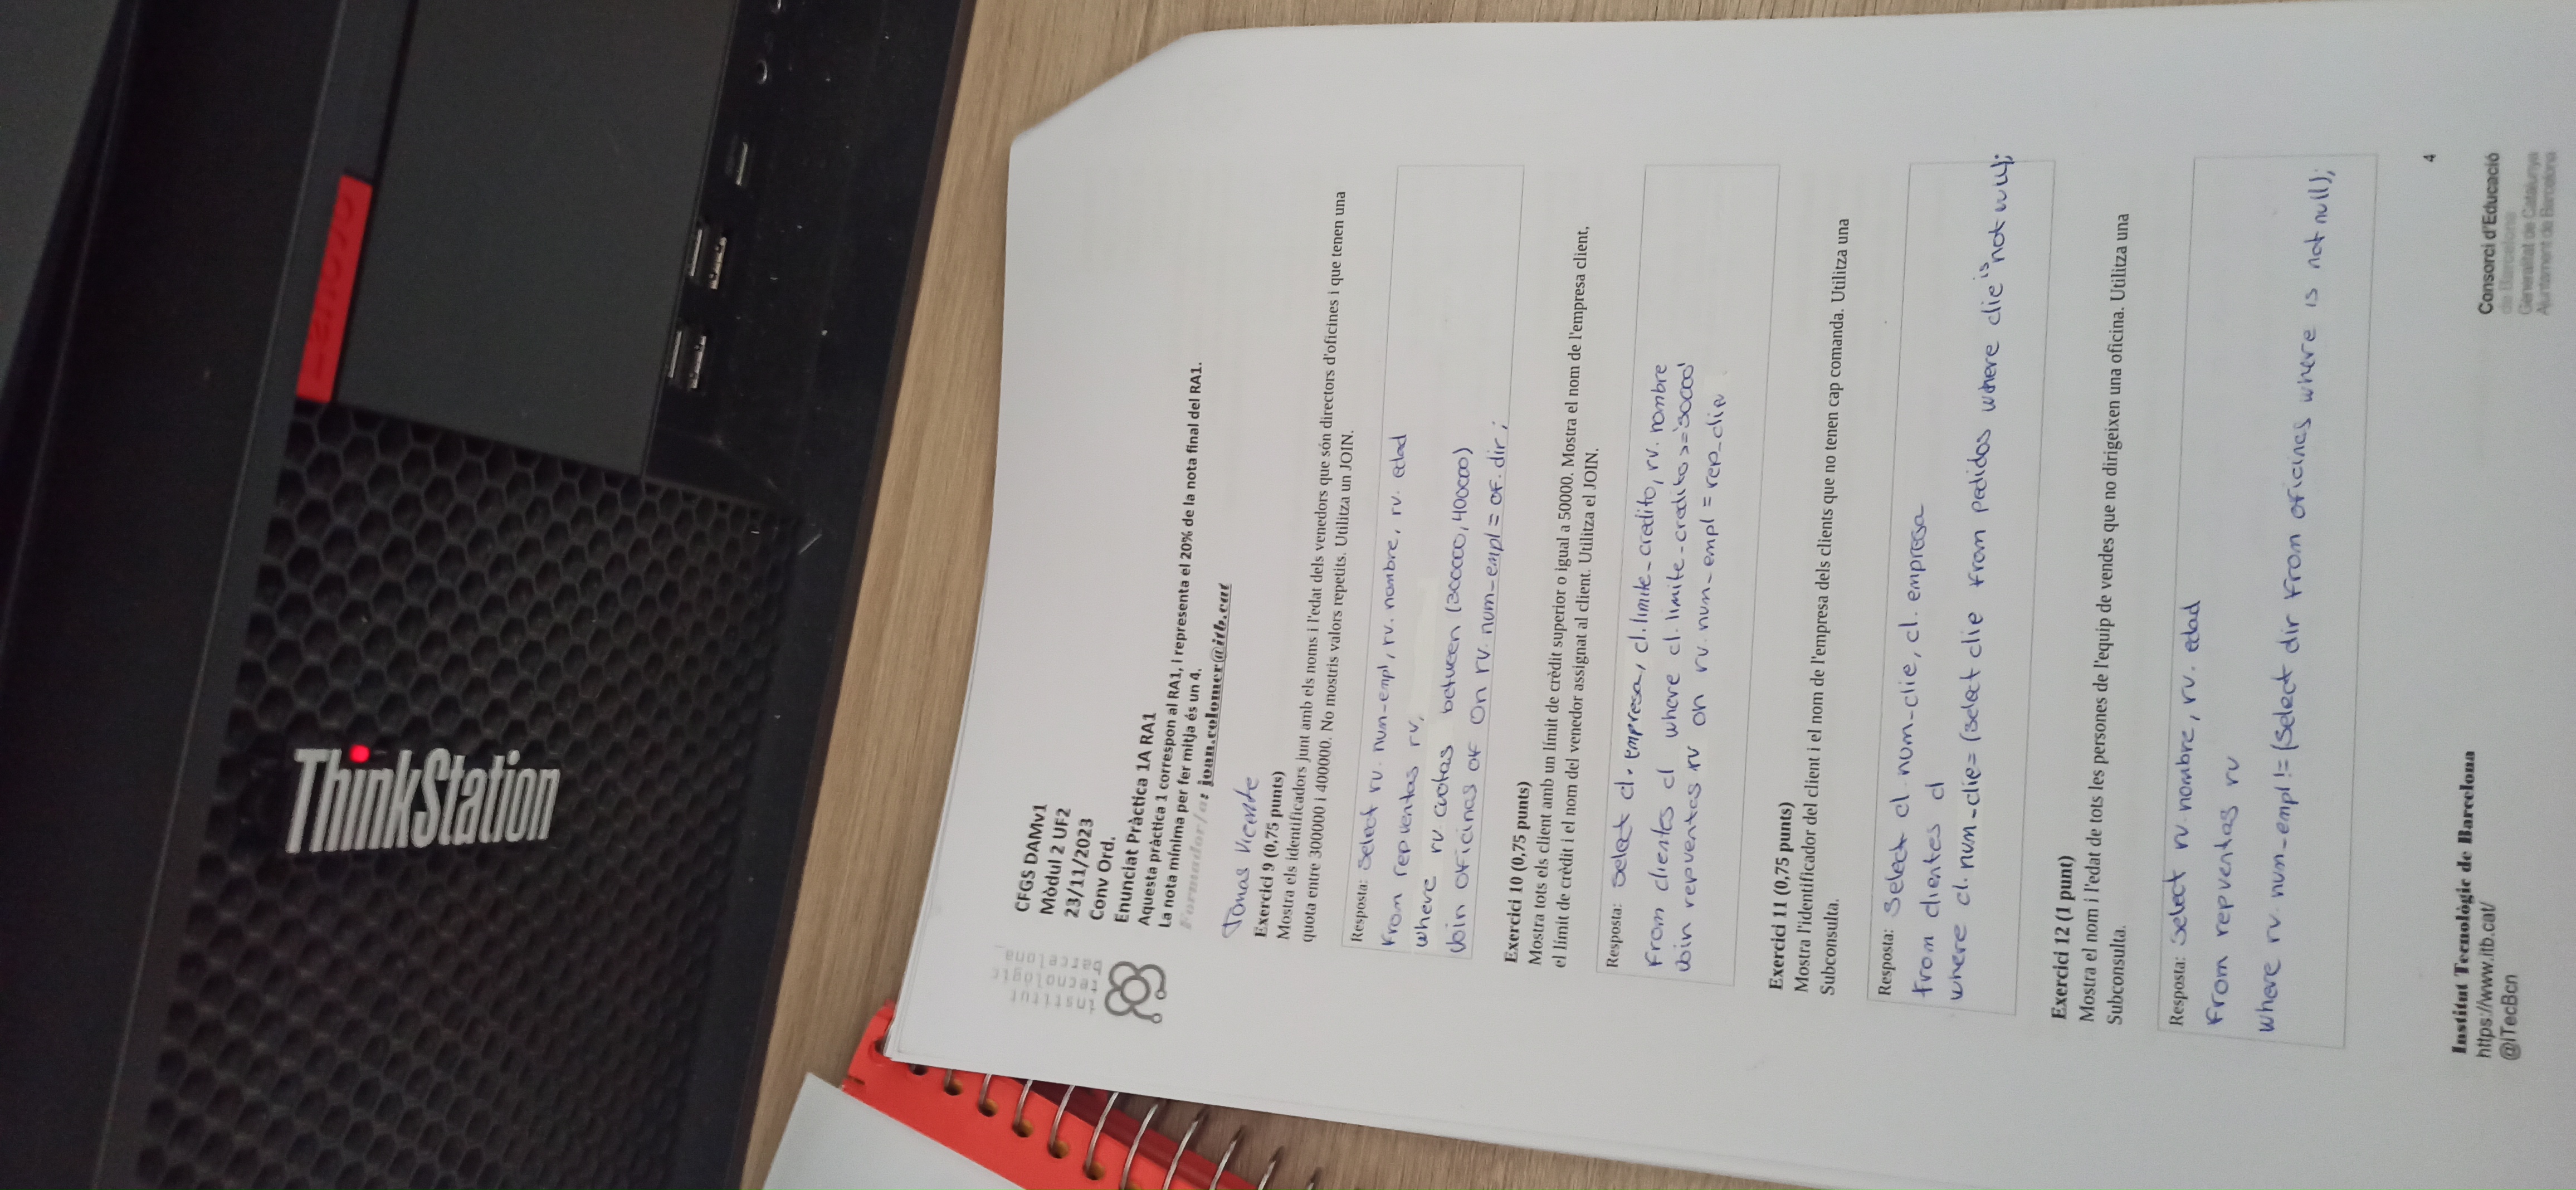 ThinkStation
institut
tecnològic
barcelona_
CFGS DAMv1
Mòdul 2 UF2
23/11/2023
Conv Ord.
Enunciat Pràctica 1A RA1
Aquesta pràctica 1 correspon al RA1, i representa el 20% de la nota final del RA1.
La nota mínima per fer mitja és un 4.
Formador/a: joan.colomer@itb.cat
Tomas Vicente
Exercici 9 (0,75 punts)
Mostra els identificadors junt amb els noms i l'edat dels venedors que són directors d'oficines i que tenen una
quota entre 300000 i 400000. No mostris valors repetits. Utilitza un JOIN.
Resposta: Select rv. num_empl, rv. nombre, rv. edad
From repventas rv,
where rv cuotas between (300000, 400000)
Join oficinas of On rv. num_empl = of. dir ;
Exercici 10 (0,75 punts)
Mostra tots els client amb un límit de crèdit superior o igual a 50000. Mostra el nom de l'empresa client,
el límit de crèdit i el nom del venedor assignat al client. Utilitza el JOIN.
Resposta: Select cl. empresa, cl.limite_credito, rv. nombre
From clientes cl where cl. limite_credito >= '50000'
Join repventas rv on rv. num_empl = rep_clie
Exercici 11 (0,75 punts)
Mostra l'identificador del client i el nom de l'empresa dels clients que no tenen cap comanda. Utilitza una
Subconsulta.
Resposta: Select cl num_clie, cl. empresa
from clientes cl
where cl. num_clie= (select clie from pedidos where clie is not null);
Exercici 12 (1 punt)
Mostra el nom i l'edat de tots les persones de l'equip de vendes que no dirigeixen una oficina. Utilitza una
Subconsulta.
Resposta: Select rv nombre, rv. edad
From repventas rv
where rv. num_empl != (Select dir from oficinas where is not null);
4
Institut Tecnològic de Barcelona
https://www.itb.cat/
@iTecBcn
Consorci d'Educació
de Barcelona
Generalitat de Catalunya
Ajuntament de Barcelona